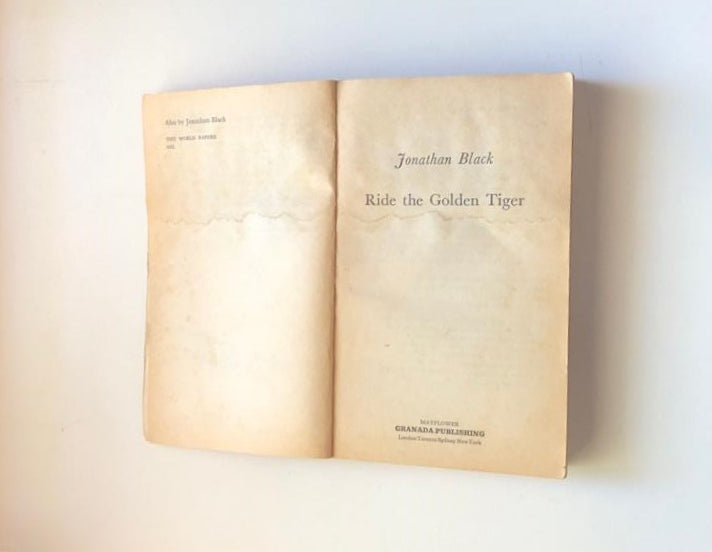 Also by Jonathan Black
THE WORLD RAPERS
OIL
Jonathan Black
Ride the Golden Tiger
MAYFLOWER
GRANADA PUBLISHING
London Toronto Sydney New York